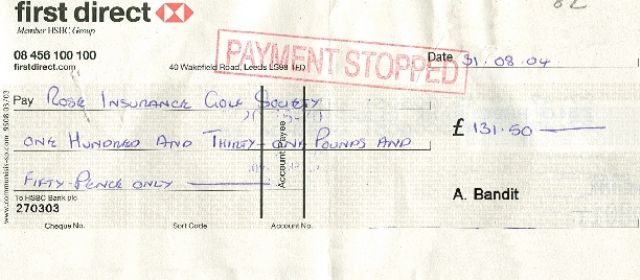 82
first direct
Member HSBC Group
08 456 100 100
firstdirect.com
40 Wakefield Road, Leeds LS98 1FD
PAYMENT STOPPED
Date 31.08.04
Pay Rose Insurance Golf Society
One Hundred And Thirty-One Pounds And
£ 131.50
Fifty-Pence Only
Account Payee
A. Bandit
To HSBC Bank plc
270303
Cheque No.
Sort Code
Account No.